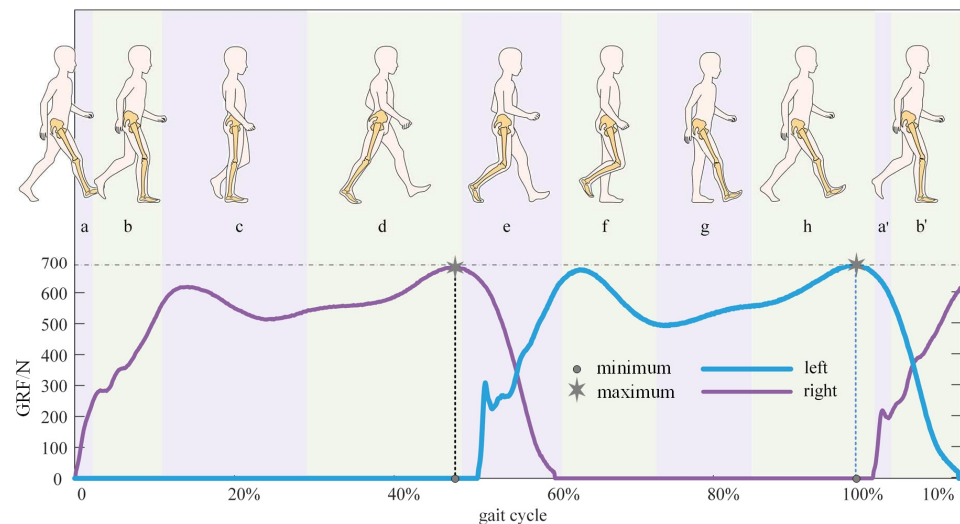 a b c d e f g h a' b'
700
600
500
400
300
200
100
0
GRF/N
minimum left
maximum right
0 20% 40% 60% 80% 100% 10%
gait cycle